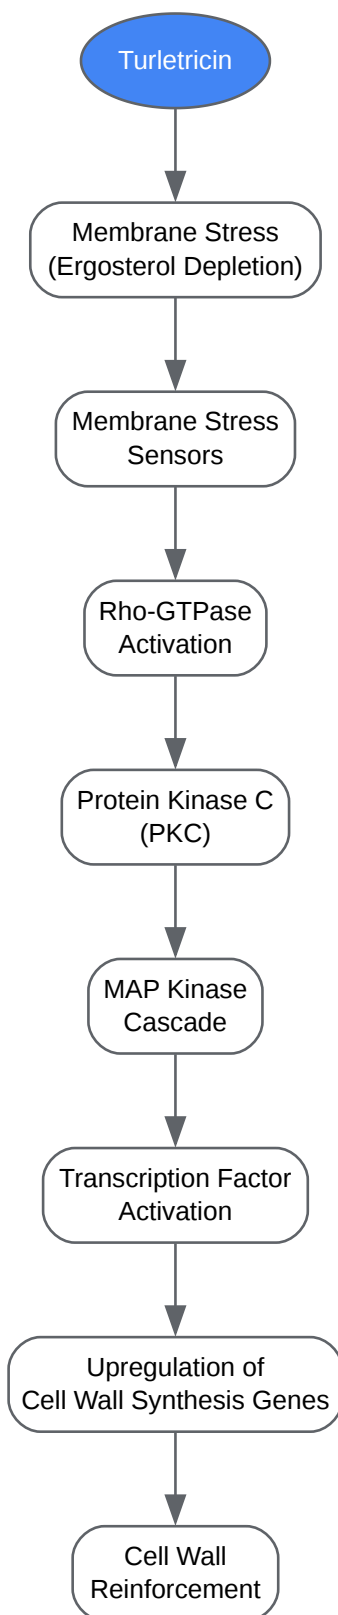 Turletricin
Membrane Stress
(Ergosterol Depletion)
Membrane Stress
Sensors
Rho-GTPase
Activation
Protein Kinase C
(PKC)
MAP Kinase
Cascade
Transcription Factor
Activation
Upregulation of
Cell Wall Synthesis Genes
Cell Wall
Reinforcement